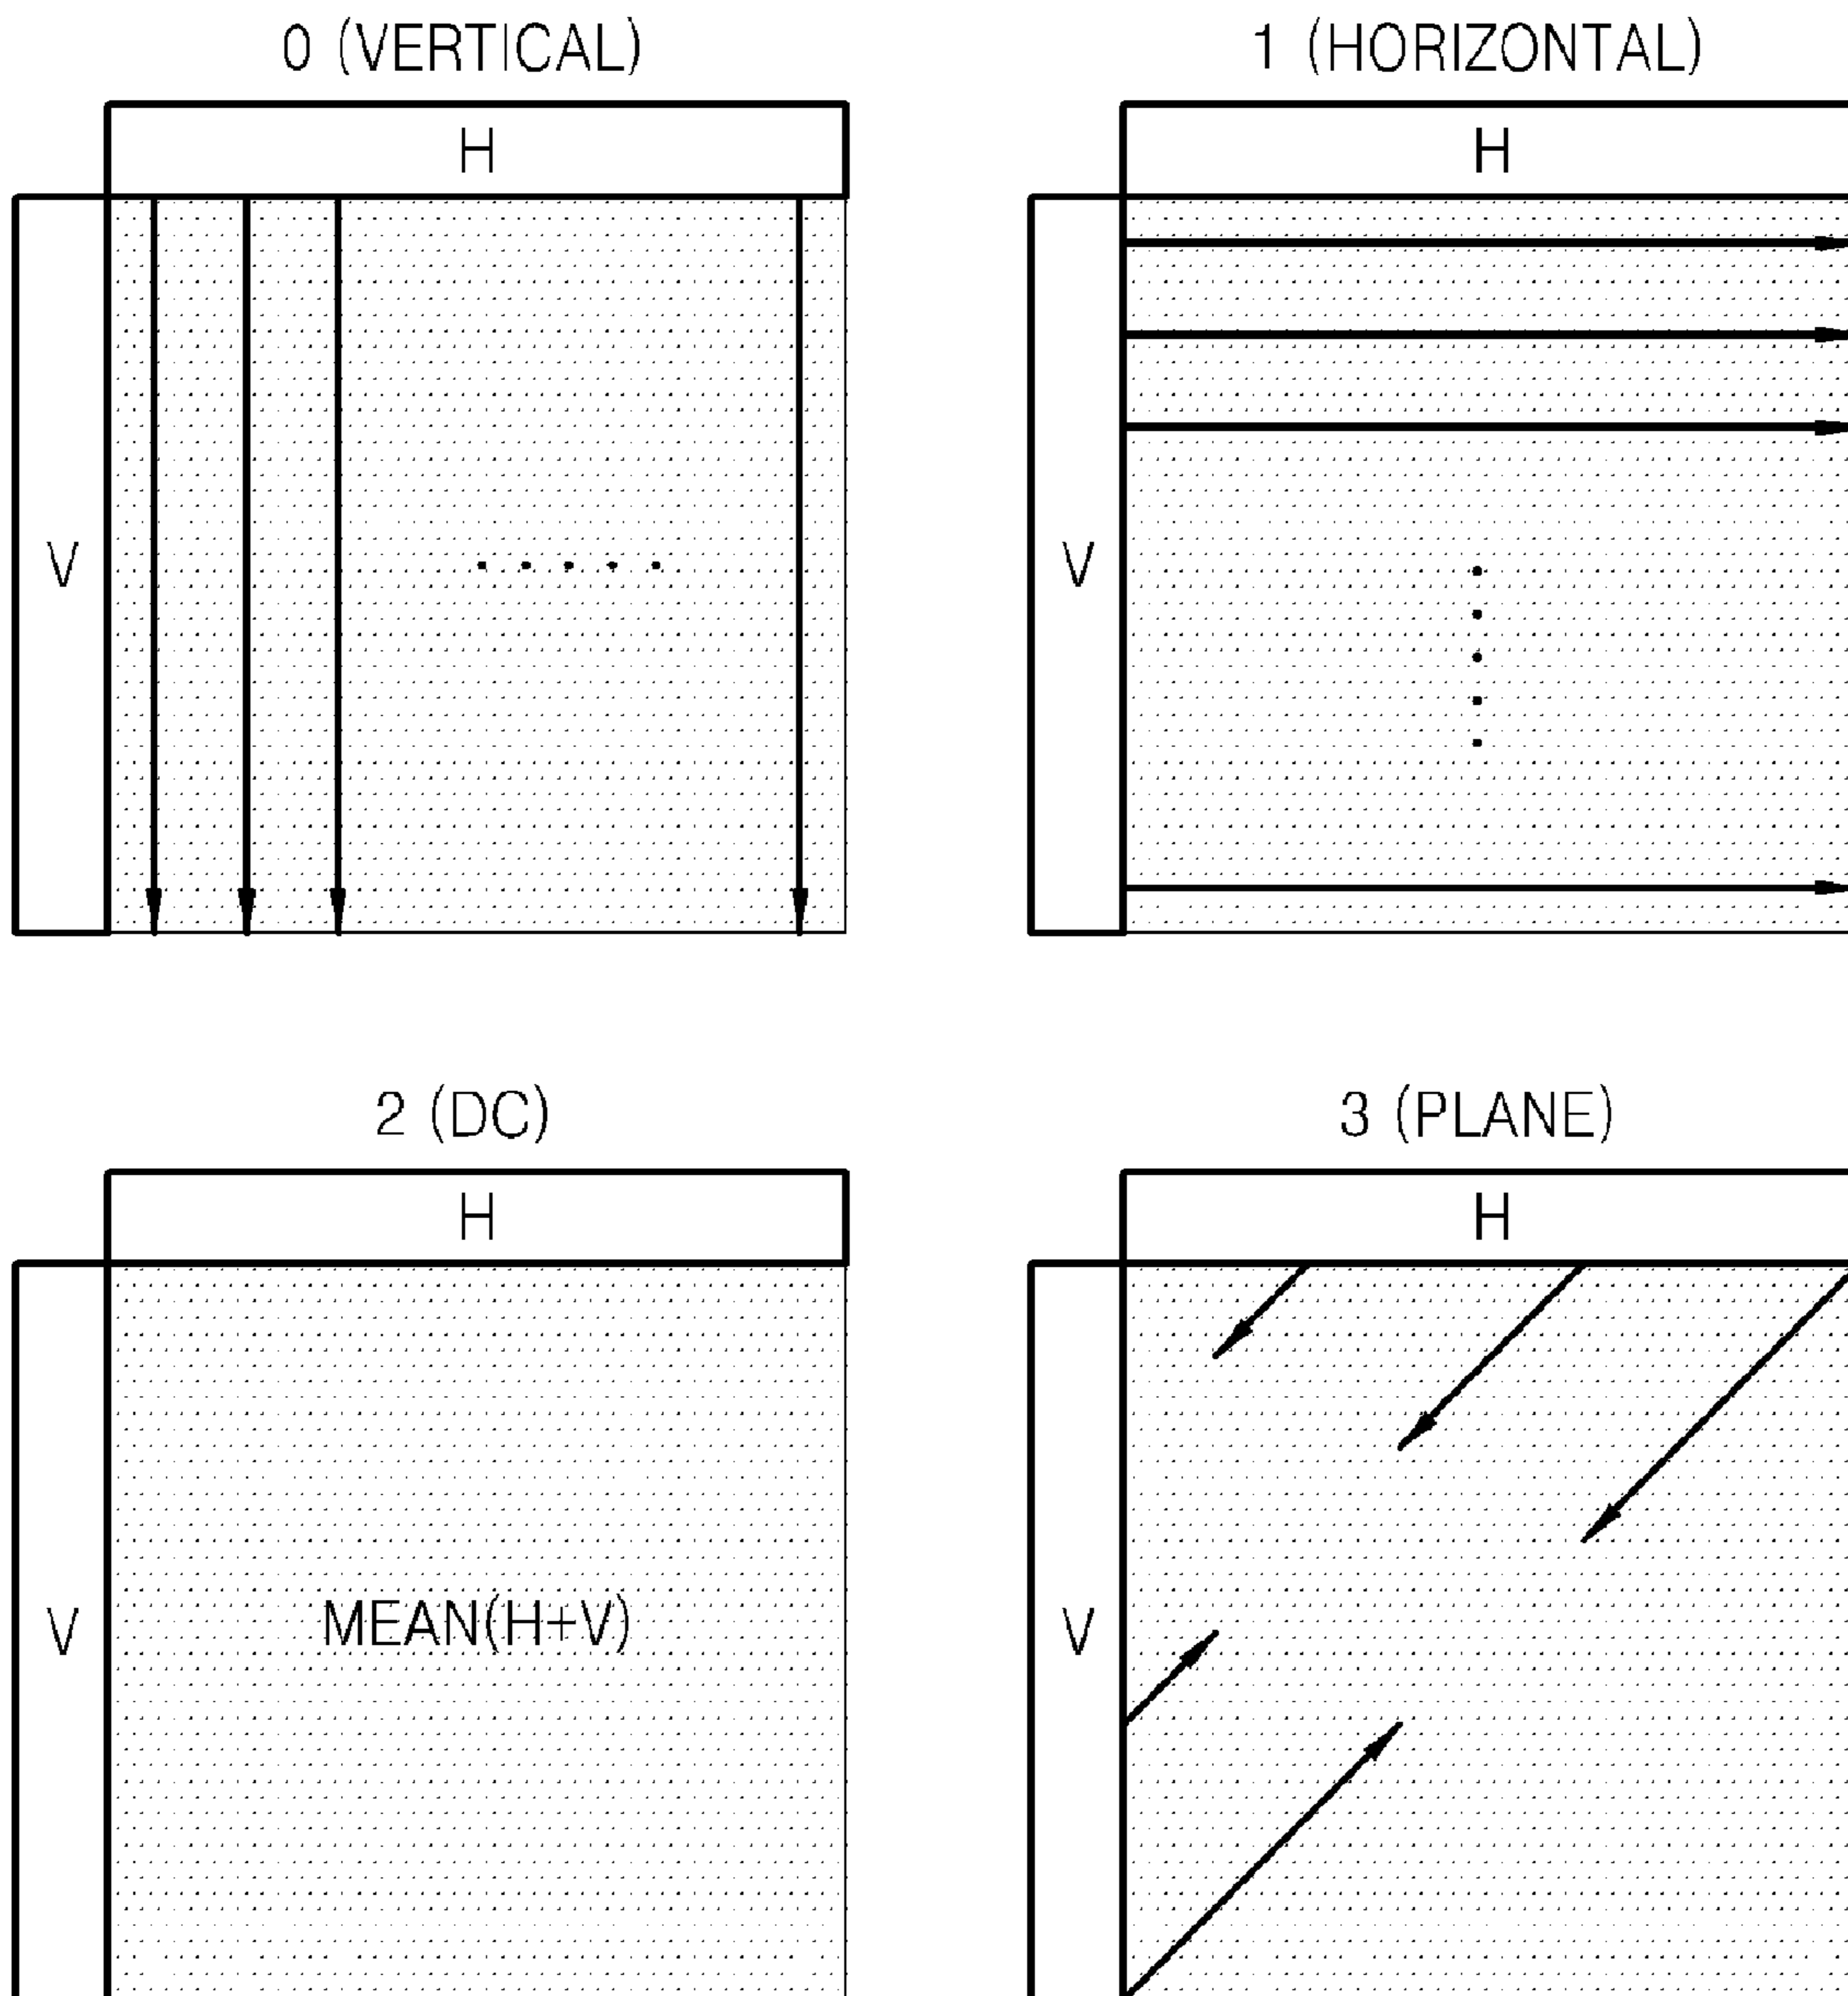 0 (VERTICAL)
1 (HORIZONTAL)
H
H
V
V
2 (DC)
3 (PLANE)
H
H
V
MEAN(H+V)
V